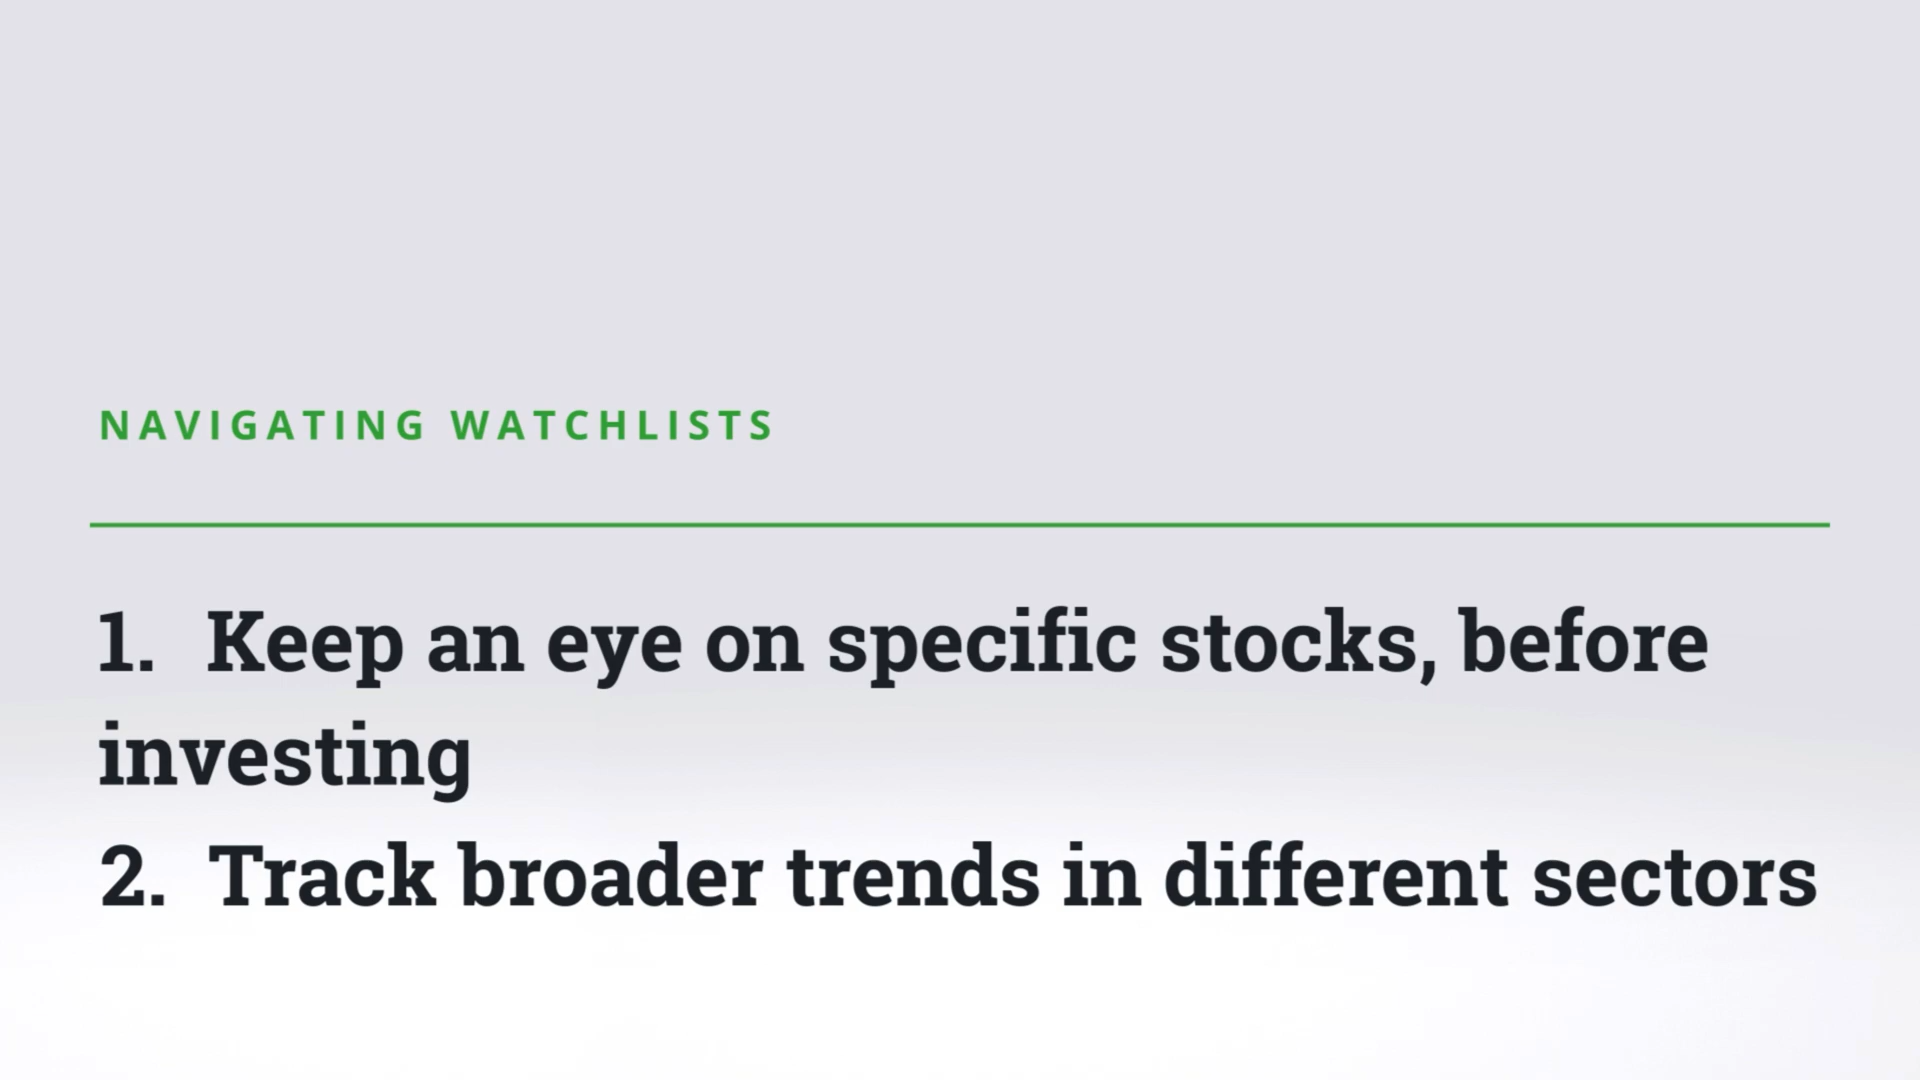 NAVIGATING WATCHLISTS
1. Keep an eye on specific stocks, before
investing
2. Track broader trends in different sectors